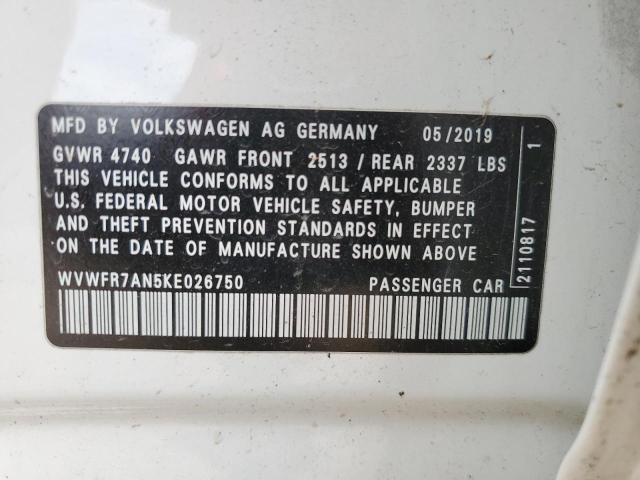 MFD BY VOLKSWAGEN AG GERMANY 05/2019
GVWR 4740 GAWR FRONT 2513 / REAR 2337 LBS
THIS VEHICLE CONFORMS TO ALL APPLICABLE
U.S. FEDERAL MOTOR VEHICLE SAFETY, BUMPER
AND THEFT PREVENTION STANDARDS IN EFFECT
ON THE DATE OF MANUFACTURE SHOWN ABOVE
WVWFR7AN5KE026750 PASSENGER CAR
2110817 1